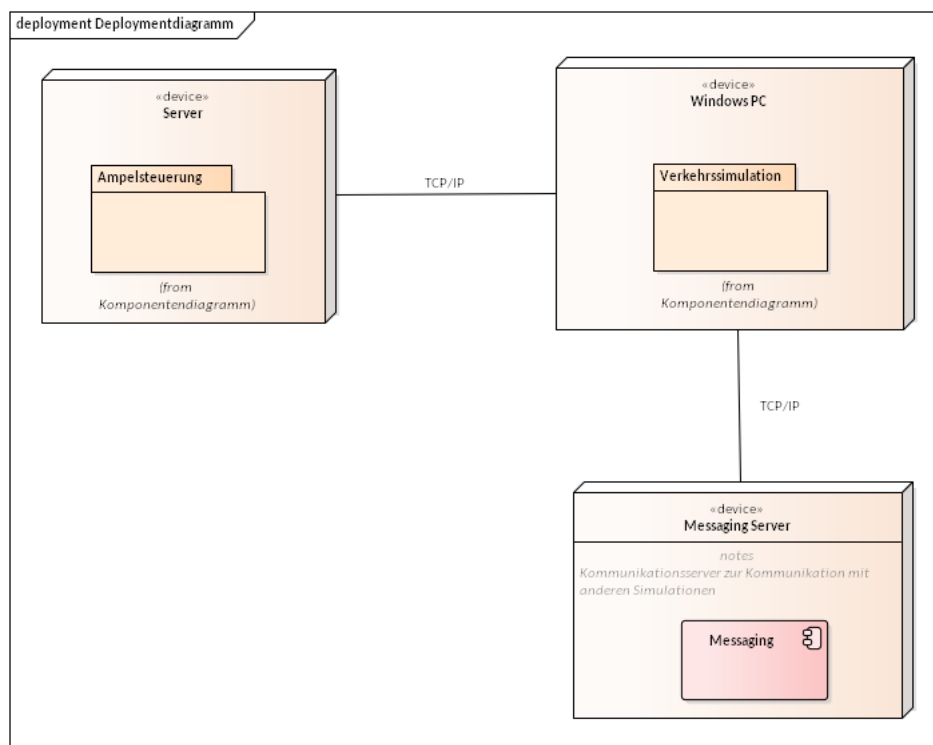 deployment Deploymentdiagramm
«device»
Server
Ampelsteuerung
(from
Komponentendiagramm)
TCP/IP
«device»
Windows PC
Verkehrssimulation
(from
Komponentendiagramm)
TCP/IP
«device»
Messaging Server
notes
Kommunikationsserver zur Kommunikation mit
anderen Simulationen
Messaging